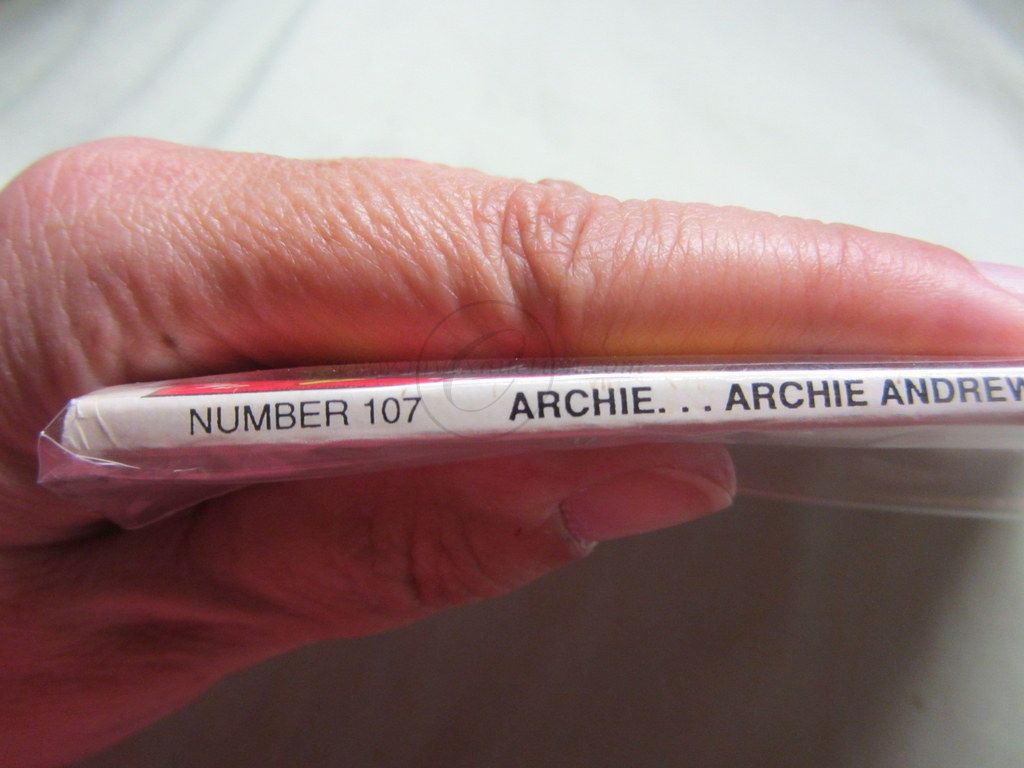 NUMBER 107 ARCHIE. . . ARCHIE ANDREW